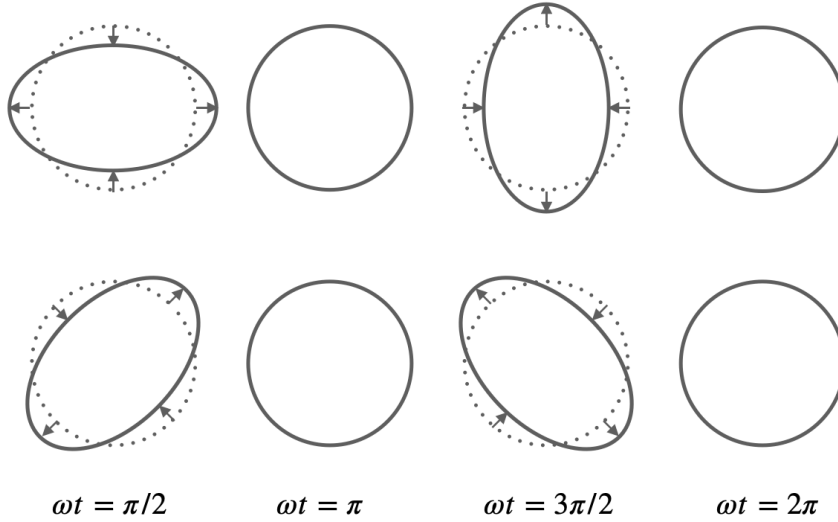 ωt = π/2 ωt = π ωt = 3π/2 ωt = 2π